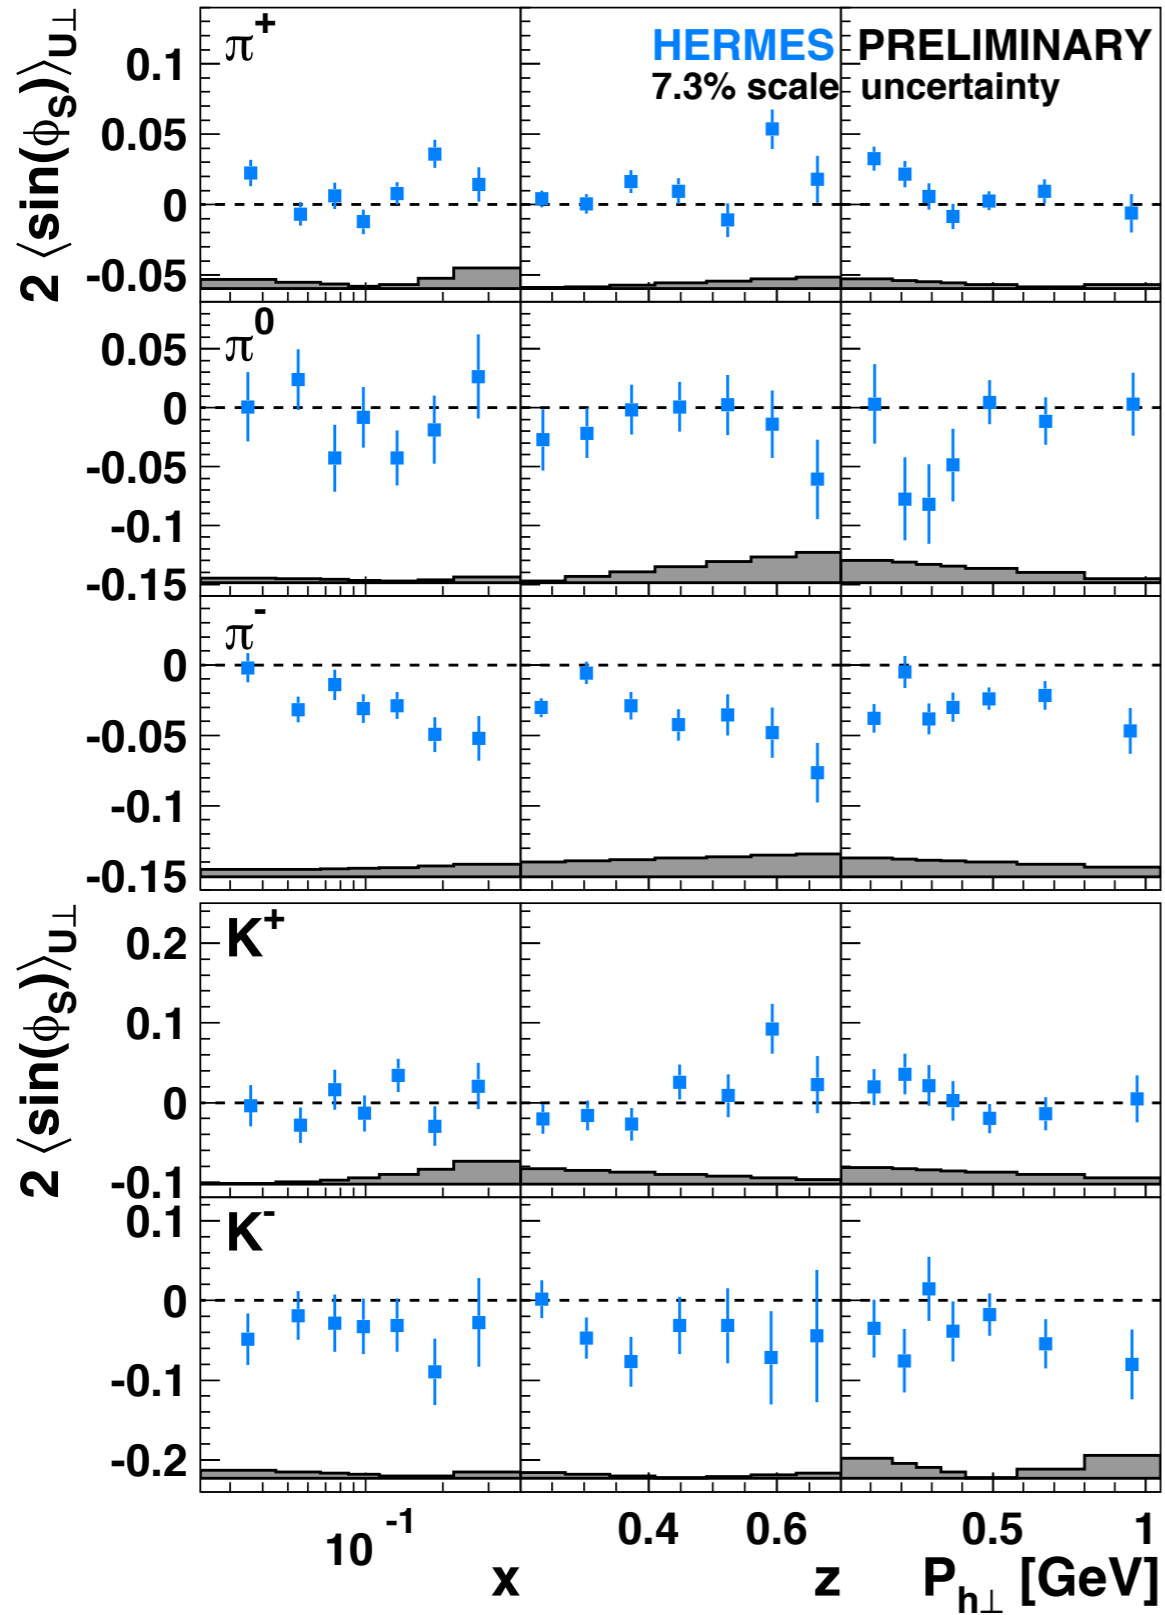 π+
HERMES PRELIMINARY
7.3% scale uncertainty
2 ⟨sin(ϕS)⟩U⊥
0.1
0.05
0
-0.05
π0
0.05
0
-0.05
-0.1
-0.15
π-
0
-0.05
-0.1
-0.15
2 ⟨sin(ϕS)⟩U⊥
K+
0.2
0.1
0
-0.1
K-
0.1
0
-0.1
-0.2
10-1 0.4 0.6 0.5 1
x z Ph⊥ [GeV]